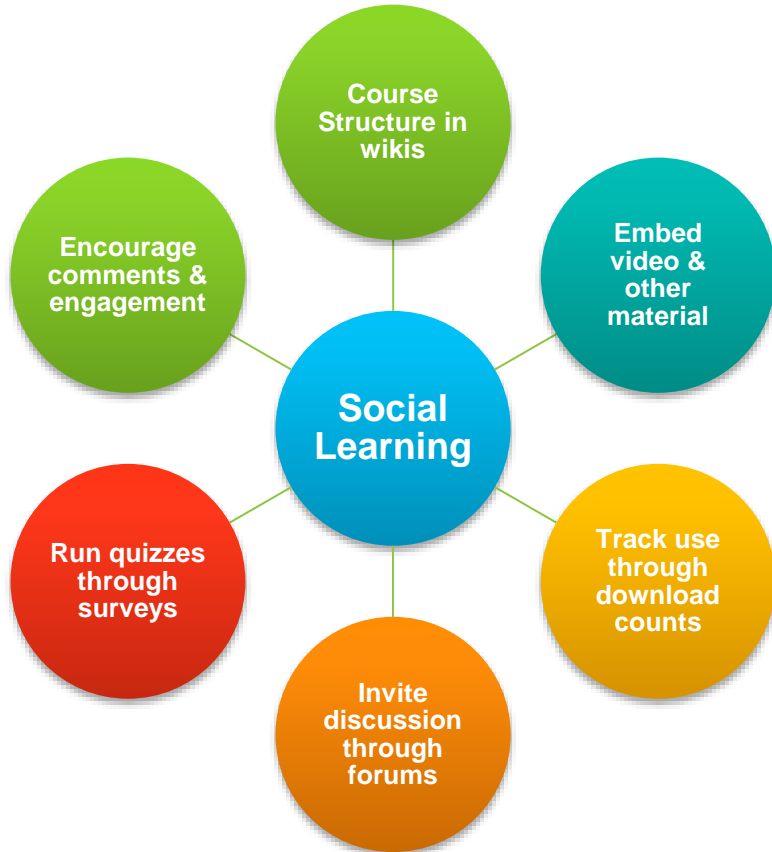 Course
Structure in
wikis
Embed
video &
other
material
Track use
through
download
counts
Invite
discussion
through
forums
Run quizzes
through
surveys
Encourage
comments &
engagement
Social
Learning